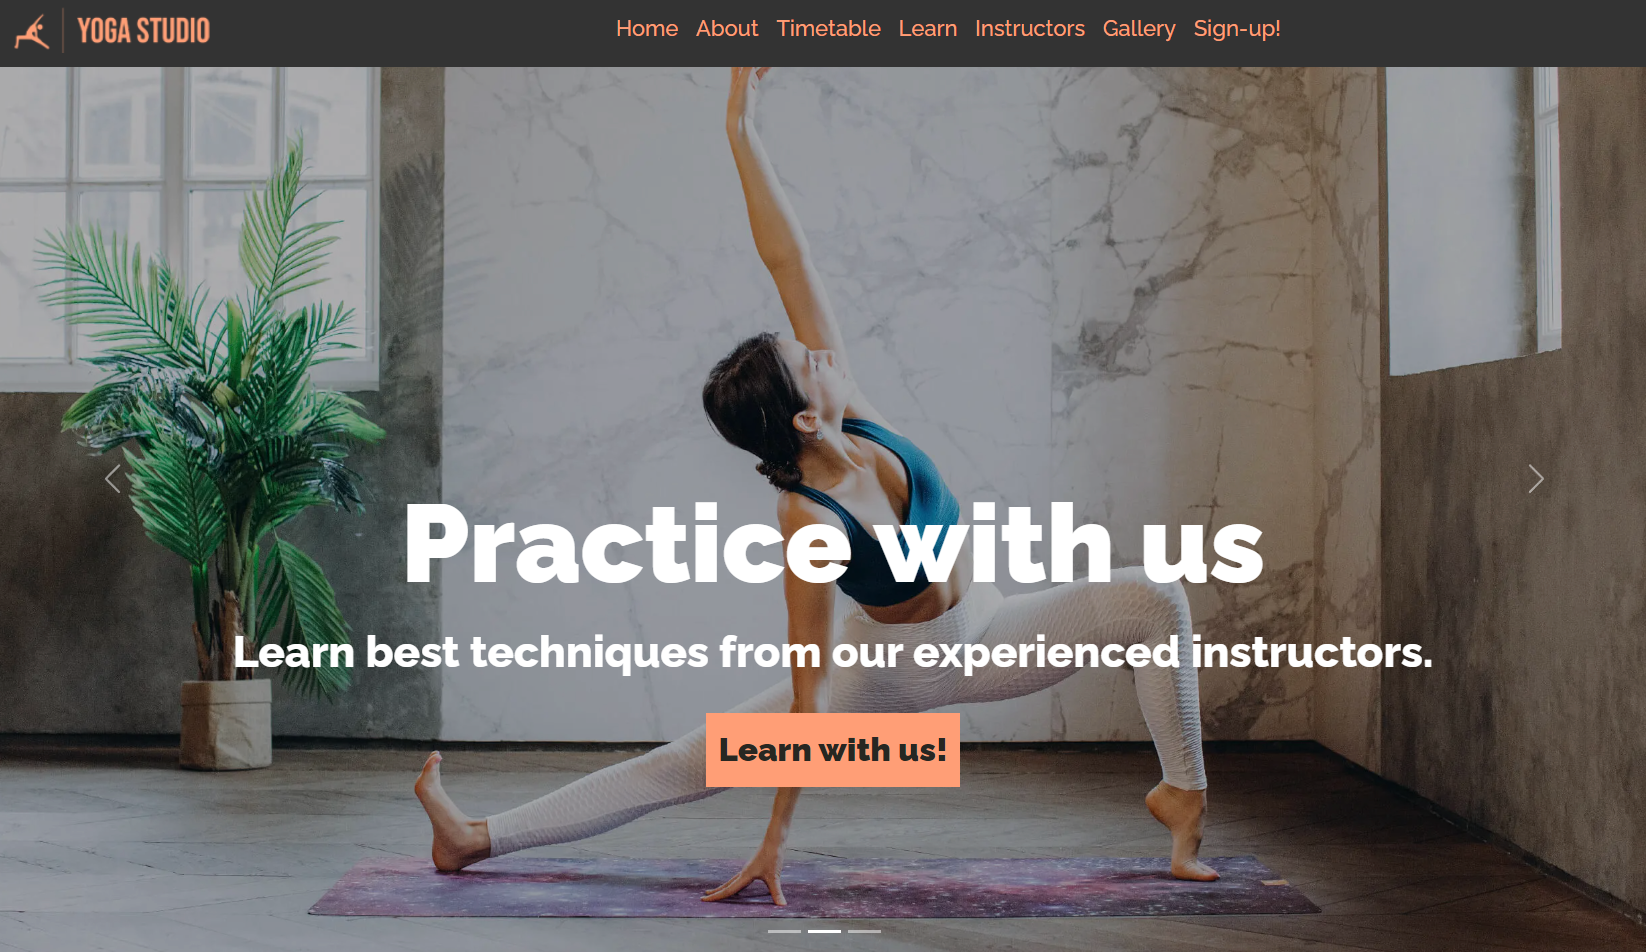 YOGA STUDIO
Home About Timetable Learn Instructors Gallery Sign-up!
Practice with us
Learn best techniques from our experienced instructors.
Learn with us!